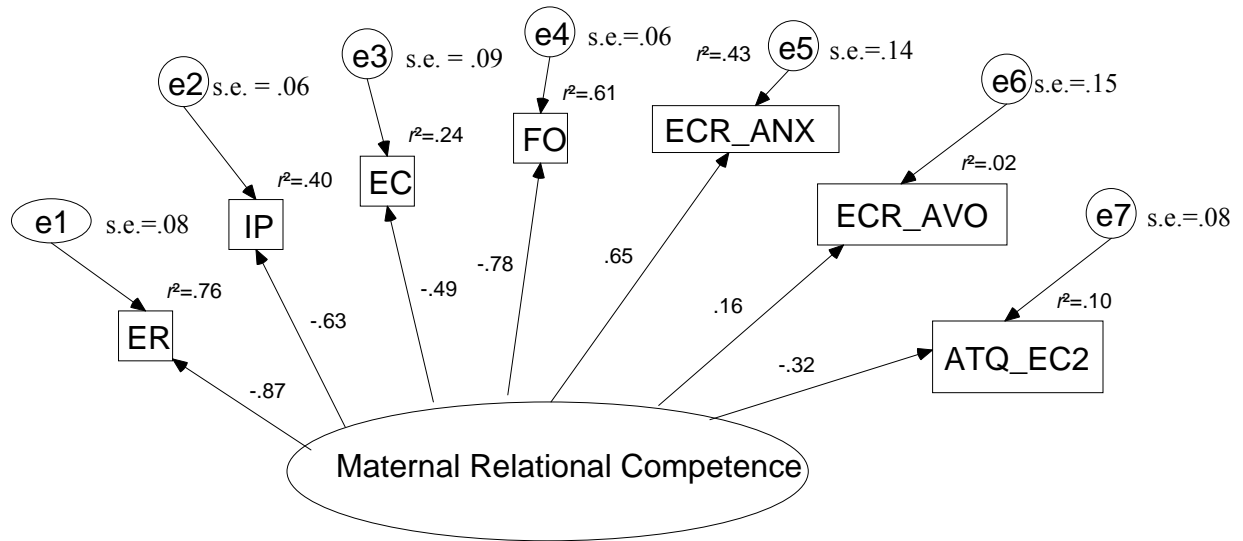 e4 s.e.=.06
e3 s.e. = .09
r²=.43 e5 s.e.=.14
e2 s.e. = .06
e6 s.e.=.15
r²=.61
r²=.24
FO
ECR_ANX
r²=.40
EC
r²=.02
e1 s.e.=.08
IP
ECR_AVO
e7 s.e.=.08
r²=.76
-.78
.65
-.49
.16
r²=.10
ER
-.63
ATQ_EC2
-.87
-.32
Maternal Relational Competence